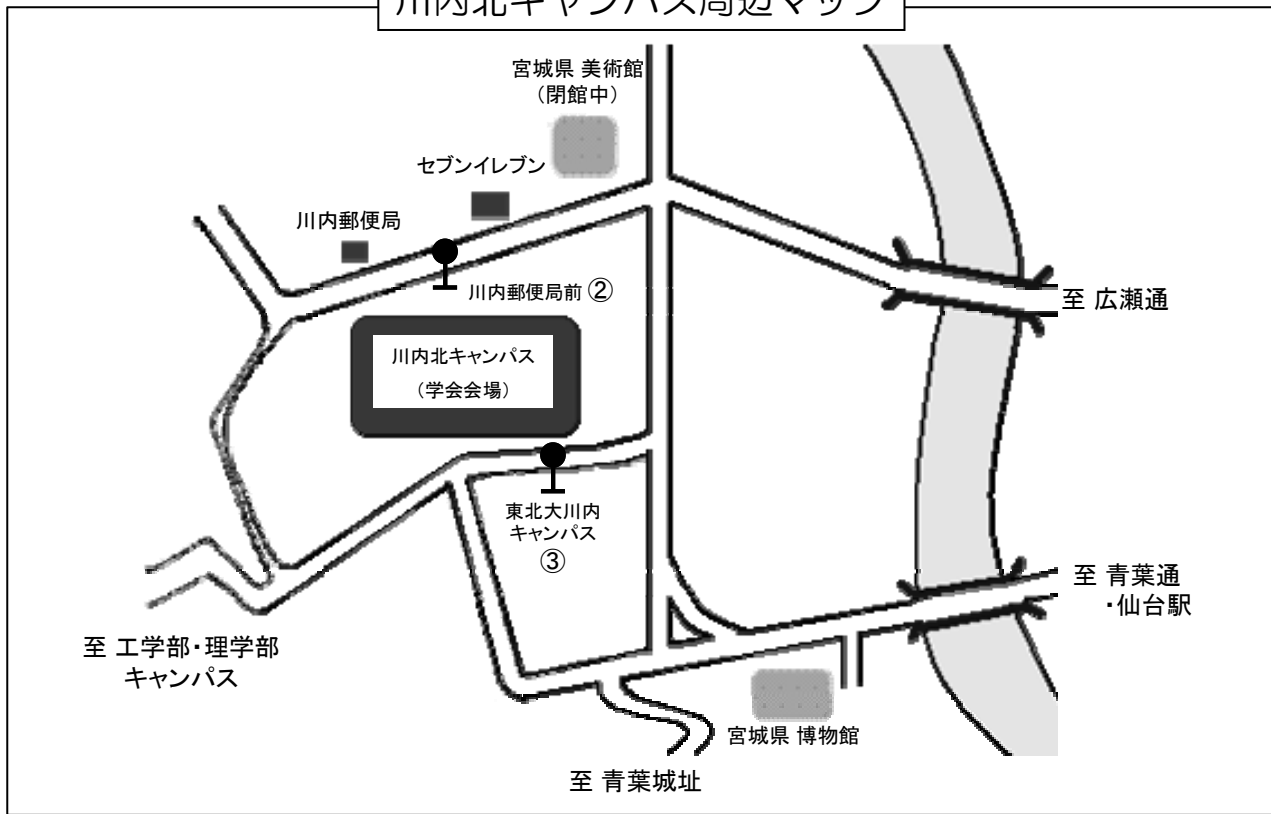 川内北キャンパス周辺マップ
宮城県 美術館
（閉館中）
セブンイレブン
川内郵便局
川内郵便局前 ②
至 広瀬通
川内北キャンパス
（学会会場）
東北大川内
キャンパス
③
至 青葉通
・仙台駅
至 工学部・理学部
キャンパス
宮城県 博物館
至 青葉城址